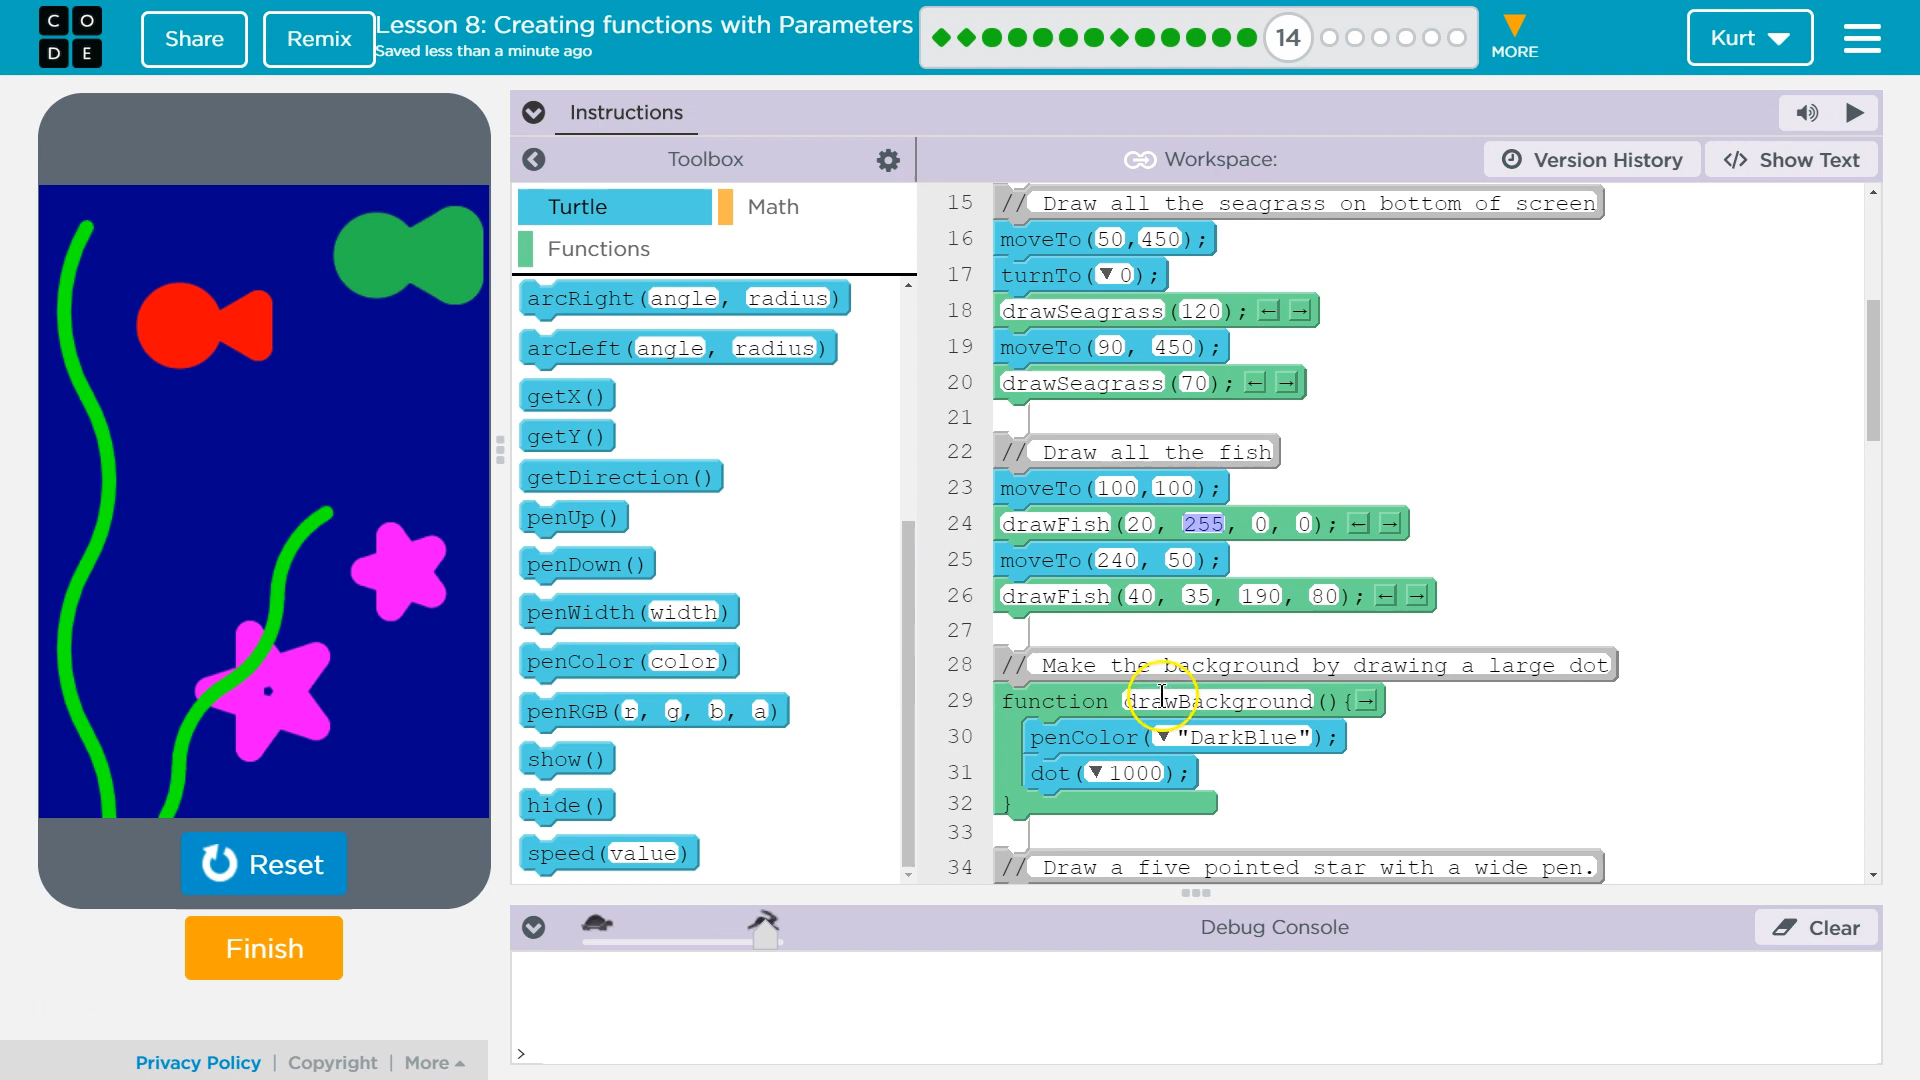 CODE
Share
Remix
Lesson 8: Creating functions with Parameters
Saved less than a minute ago
14
MORE
Kurt
Instructions
Toolbox
Workspace:
Version History
</> Show Text
Turtle
Math
Functions
arcRight(angle, radius)
arcLeft(angle, radius)
getX()
getY()
getDirection()
penUp()
penDown()
penWidth(width)
penColor(color)
penRGB(r, g, b, a)
show()
hide()
speed(value)
15 // Draw all the seagrass on bottom of screen
16 moveTo(50,450);
17 turnTo(▼0);
18 drawSeagrass(120); ← →
19 moveTo(90, 450);
20 drawSeagrass(70); ← →
21
22 // Draw all the fish
23 moveTo(100,100);
24 drawFish(20, 255, 0, 0); ← →
25 moveTo(240, 50);
26 drawFish(40, 35, 190, 80); ← →
27
28 // Make the background by drawing a large dot
29 function drawBackground(){→
30 penColor(▼"DarkBlue");
31 dot(▼1000);
32 }
33
34 // Draw a five pointed star with a wide pen.
Reset
Finish
Debug Console
Clear
>
Privacy Policy | Copyright | More